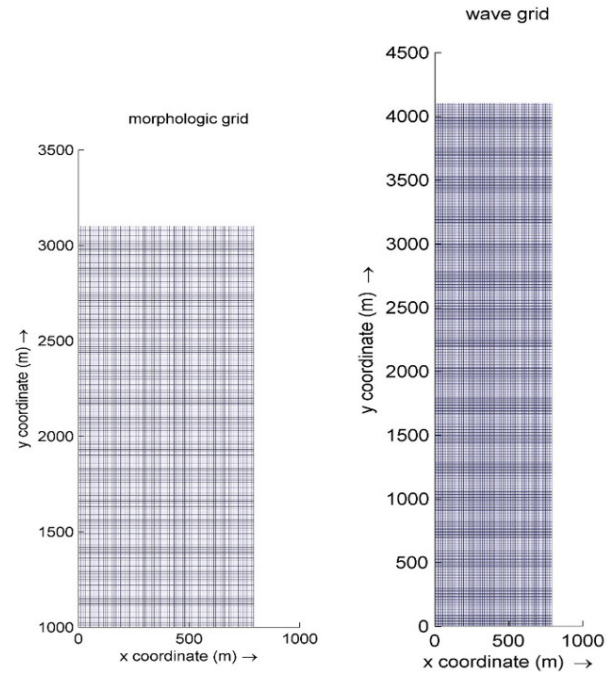 morphologic grid
3500
3000
2500
2000
1500
1000
y coordinate (m) →
0 500 1000
x coordinate (m) →
wave grid
4500
4000
3500
3000
2500
2000
1500
1000
500
0
y coordinate (m) →
0 500 1000
x coordinate (m) →